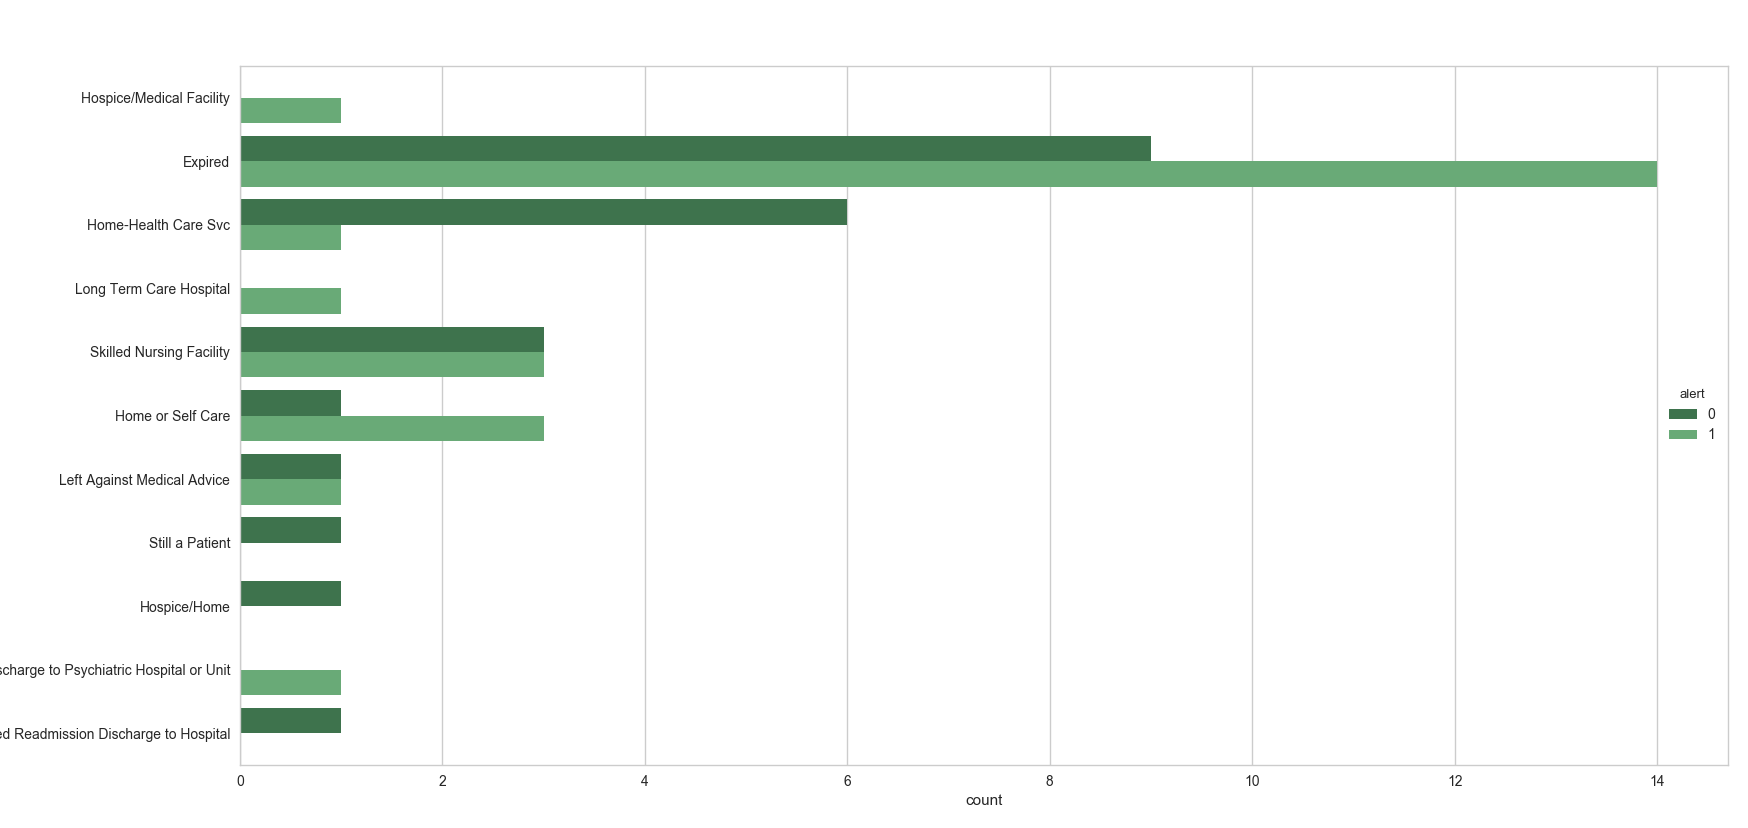 Hospice/Medical Facility
Expired
Home-Health Care Svc
Long Term Care Hospital
Skilled Nursing Facility
Home or Self Care
Left Against Medical Advice
Still a Patient
Hospice/Home
to Psychiatric Hospital or Unit
Readmission Discharge to Hospital
0 2 4 6 8 10 12 14
count
alert
0
1